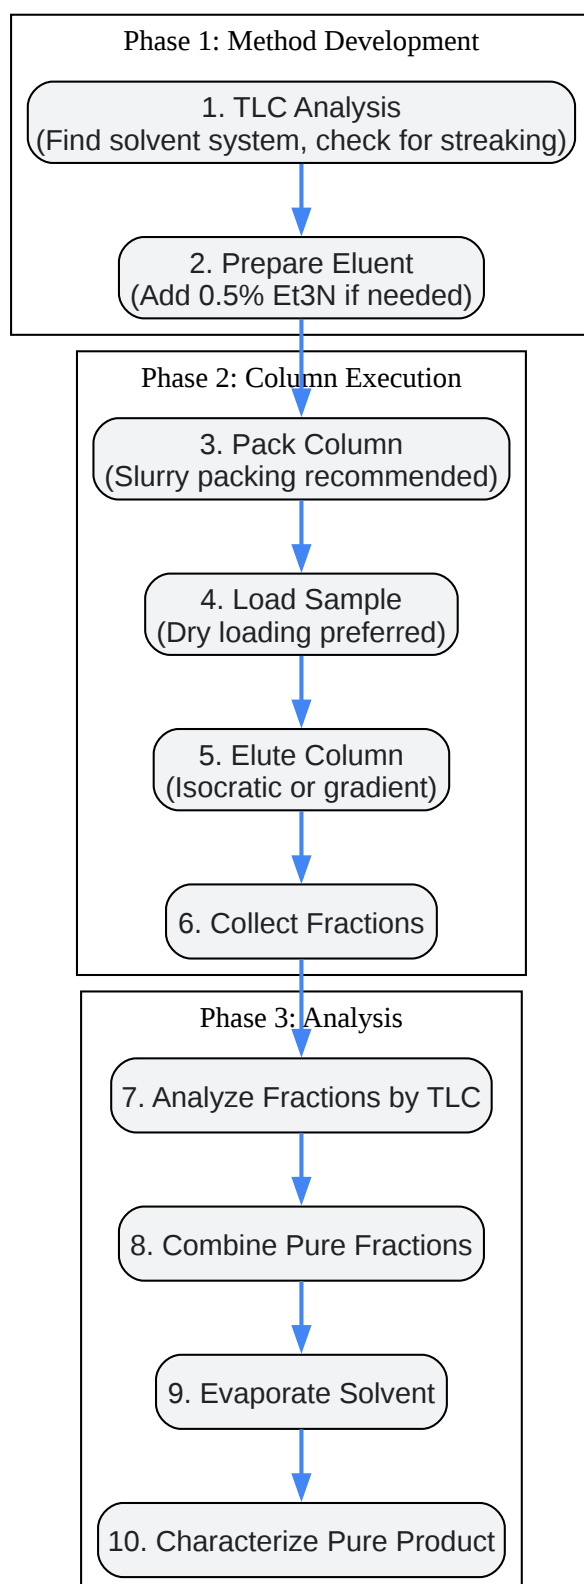 Phase 1: Method Development
1. TLC Analysis
(Find solvent system, check for streaking)
2. Prepare Eluent
(Add 0.5% Et3N if needed)
Phase 2: Column Execution
3. Pack Column
(Slurry packing recommended)
4. Load Sample
(Dry loading preferred)
5. Elute Column
(Isocratic or gradient)
6. Collect Fractions
Phase 3: Analysis
7. Analyze Fractions by TLC
8. Combine Pure Fractions
9. Evaporate Solvent
10. Characterize Pure Product